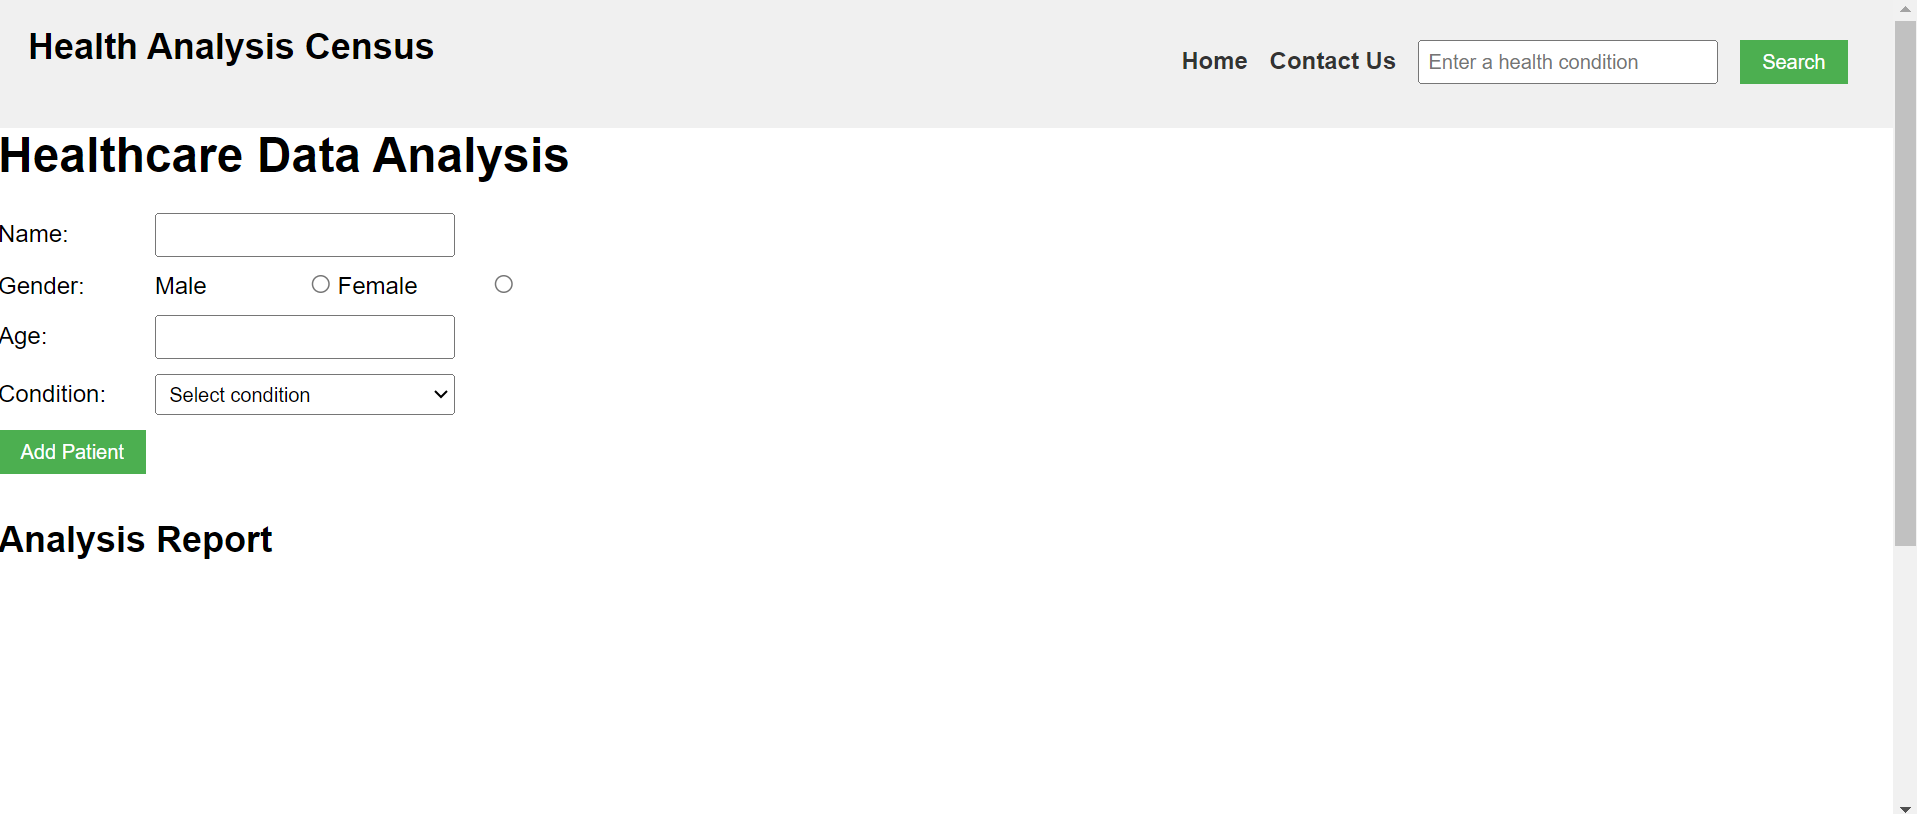 Health Analysis Census
Home Contact Us Enter a health condition Search
Healthcare Data Analysis
Name:
Gender: Male Female
Age:
Condition: Select condition
Add Patient
Analysis Report